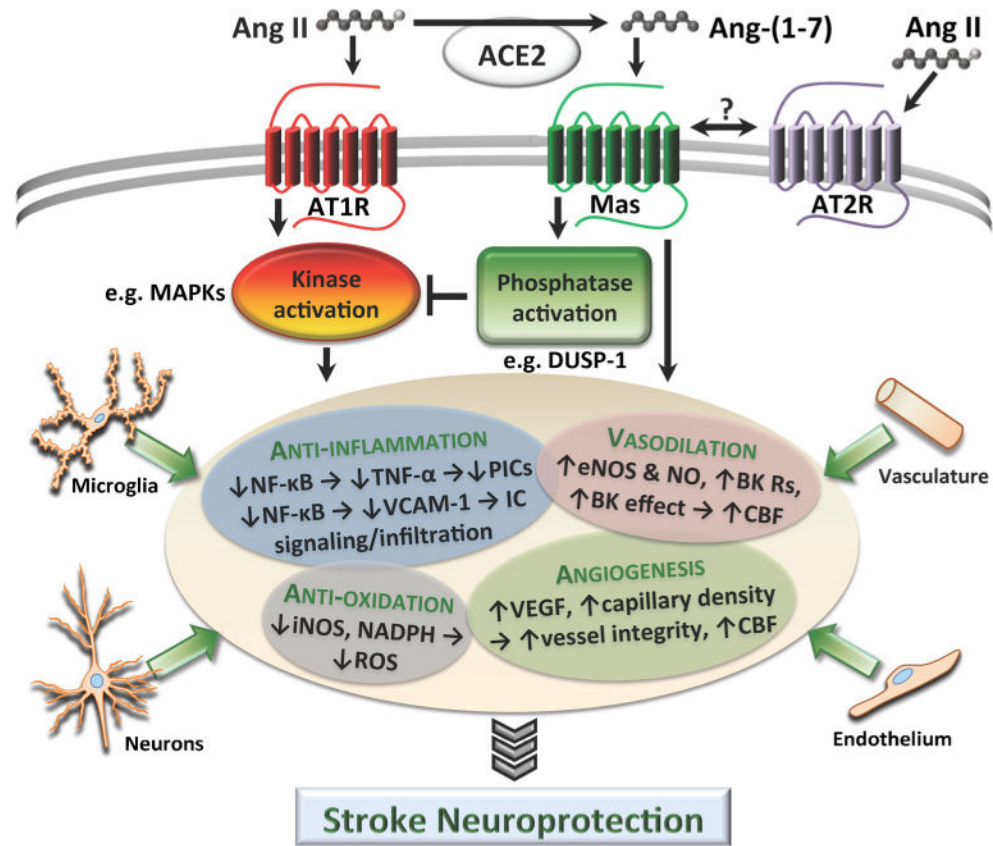 Ang II
ACE2
Ang-(1-7)
Ang II
?
AT1R
Mas
AT2R
e.g. MAPKs
Kinase
activation
Phosphatase
activation
e.g. DUSP-1
Microglia
Vasculature
ANTI-INFLAMMATION
↓NF-κB → ↓TNF-α → ↓PICs
↓NF-κB → ↓VCAM-1 → IC
signaling/infiltration
VASODILATION
↑eNOS & NO, ↑BK Rs,
↑BK effect → ↑CBF
ANTI-OXIDATION
↓iNOS, NADPH →
↓ROS
ANGIOGENESIS
↑VEGF, ↑capillary density
→ ↑vessel integrity, ↑CBF
Neurons
Endothelium
Stroke Neuroprotection